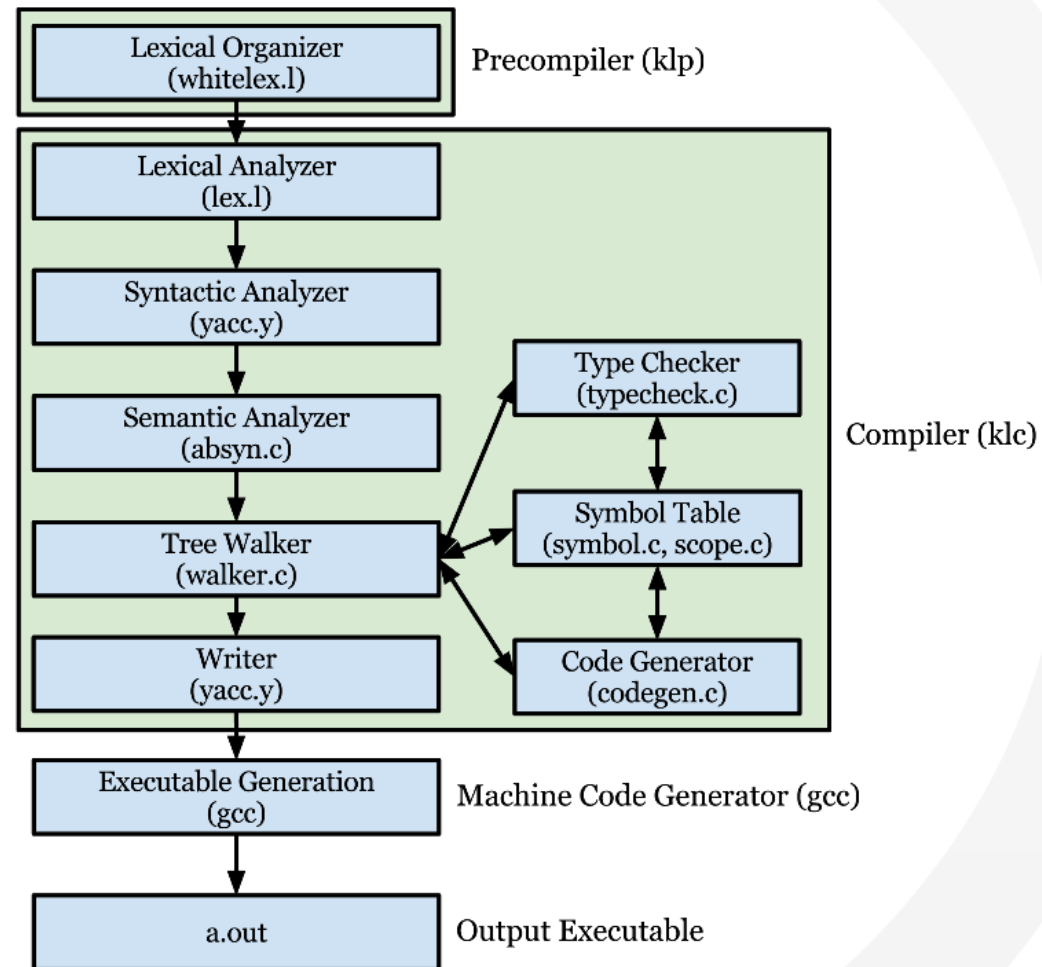 Lexical Organizer
(whitelex.l)
Precompiler (klp)
Lexical Analyzer
(lex.l)
Syntactic Analyzer
(yacc.y)
Type Checker
(typecheck.c)
Semantic Analyzer
(absyn.c)
Compiler (klc)
Symbol Table
(symbol.c, scope.c)
Tree Walker
(walker.c)
Writer
(yacc.y)
Code Generator
(codegen.c)
Executable Generation
(gcc)
Machine Code Generator (gcc)
a.out
Output Executable